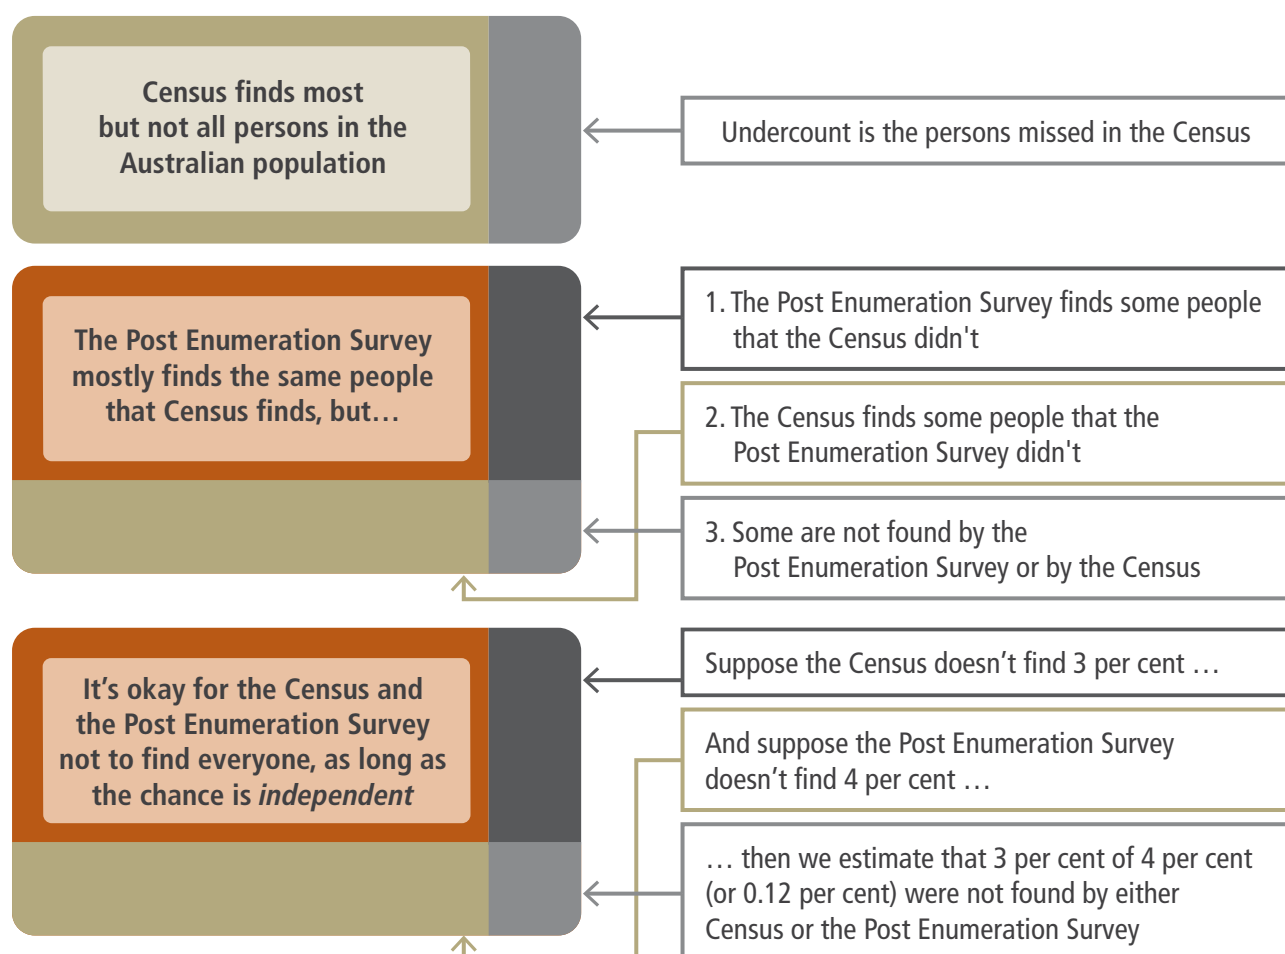 Census finds most
but not all persons in the
Australian population
Undercount is the persons missed in the Census
The Post Enumeration Survey
mostly finds the same people
that Census finds, but…
1. The Post Enumeration Survey finds some people
that the Census didn't
2. The Census finds some people that the
Post Enumeration Survey didn't
3. Some are not found by the
Post Enumeration Survey or by the Census
It’s okay for the Census and
the Post Enumeration Survey
not to find everyone, as long as
the chance is independent
Suppose the Census doesn’t find 3 per cent …
And suppose the Post Enumeration Survey
doesn’t find 4 per cent …
… then we estimate that 3 per cent of 4 per cent
(or 0.12 per cent) were not found by either
Census or the Post Enumeration Survey